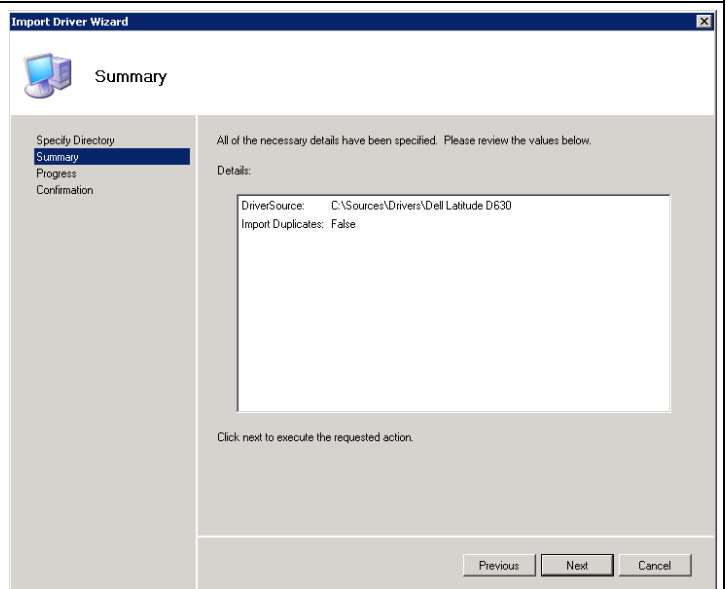 Import Driver Wizard
Summary
Specify Directory
Summary
Progress
Confirmation
All of the necessary details have been specified.  Please review the values below.
Details:
DriverSource: C:\Sources\Drivers\Dell Latitude D630
Import Duplicates: False
Click next to execute the requested action.
Previous Next Cancel